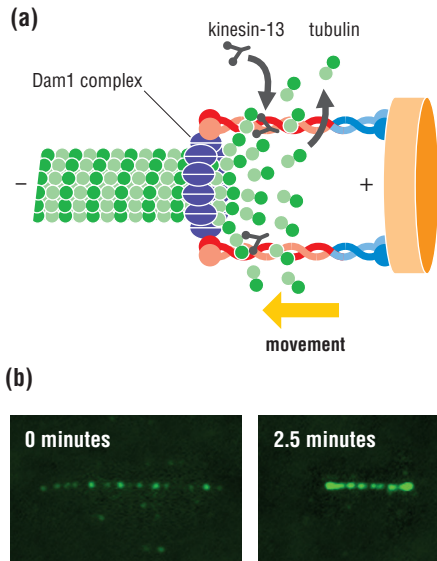 (a)
kinesin-13 tubulin
Dam1 complex
– +
movement
(b)
0 minutes 2.5 minutes